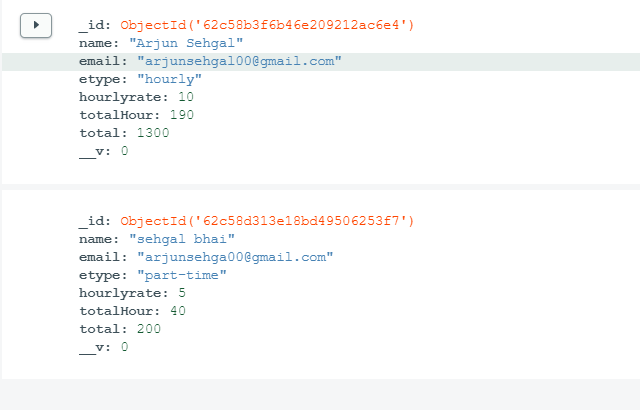 _id: ObjectId('62c58b3f6b46e209212ac6e4')
name: "Arjun Sehgal"
email: "arjunsehgal00@gmail.com"
etype: "hourly"
hourlyrate: 10
totalHour: 190
total: 1300
__v: 0
_id: ObjectId('62c58d313e18bd49506253f7')
name: "sehgal bhai"
email: "arjunsehga00@gmail.com"
etype: "part-time"
hourlyrate: 5
totalHour: 40
total: 200
__v: 0